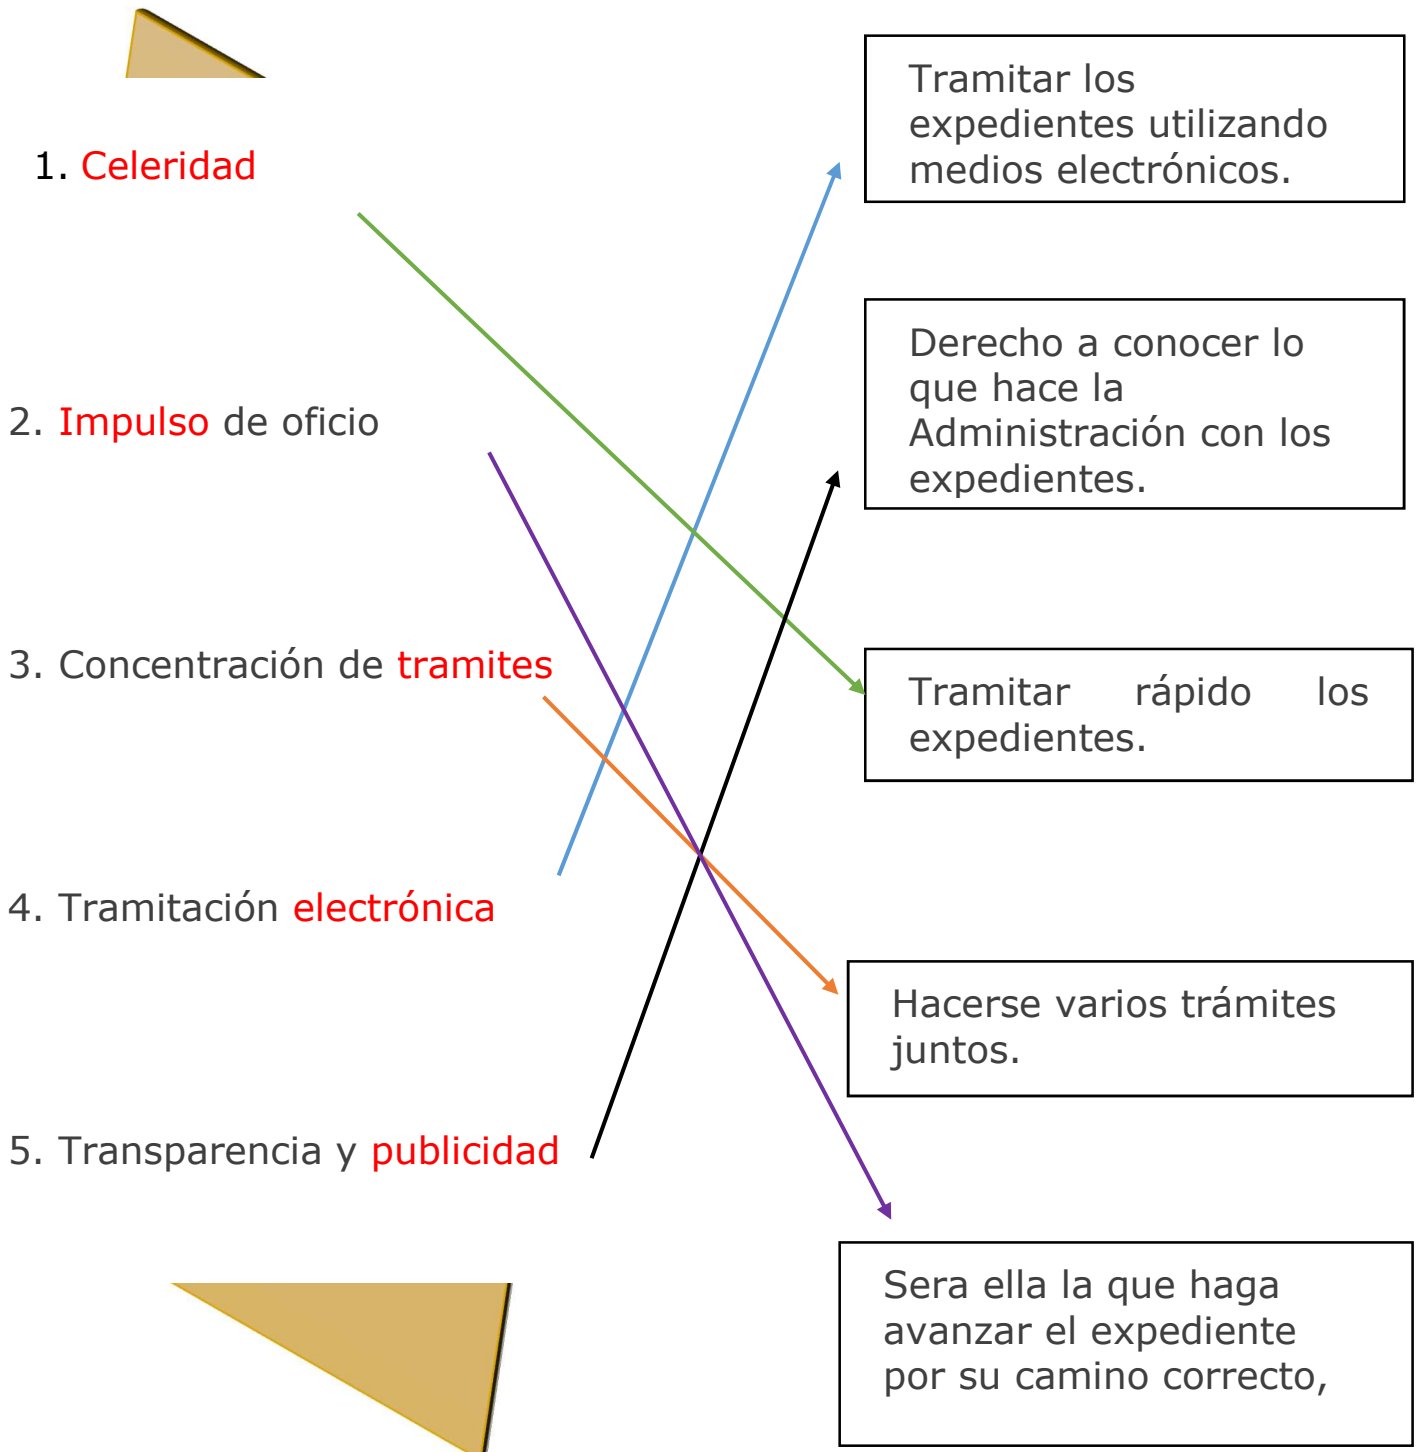 1. Celeridad
2. Impulso de oficio
3. Concentración de tramites
4. Tramitación electrónica
5. Transparencia y publicidad
Tramitar los
expedientes utilizando
medios electrónicos.
Derecho a conocer lo
que hace la
Administración con los
expedientes.
Tramitar rápido los
expedientes.
Hacerse varios trámites
juntos.
Sera ella la que haga
avanzar el expediente
por su camino correcto,